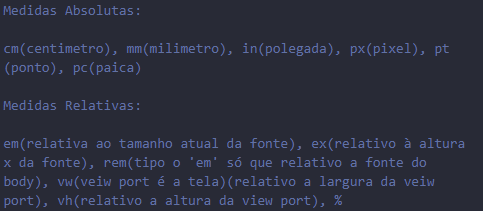 Medidas Absolutas:
cm(centimetro), mm(milimetro), in(polegada), px(pixel), pt
(ponto), pc(paica)
Medidas Relativas:
em(relativa ao tamanho atual da fonte), ex(relativo à altura
x da fonte), rem(tipo o 'em' só que relativo a fonte do
body), vw(veiw port é a tela)(relativo a largura da veiw
port), vh(relativo a altura da view port), %